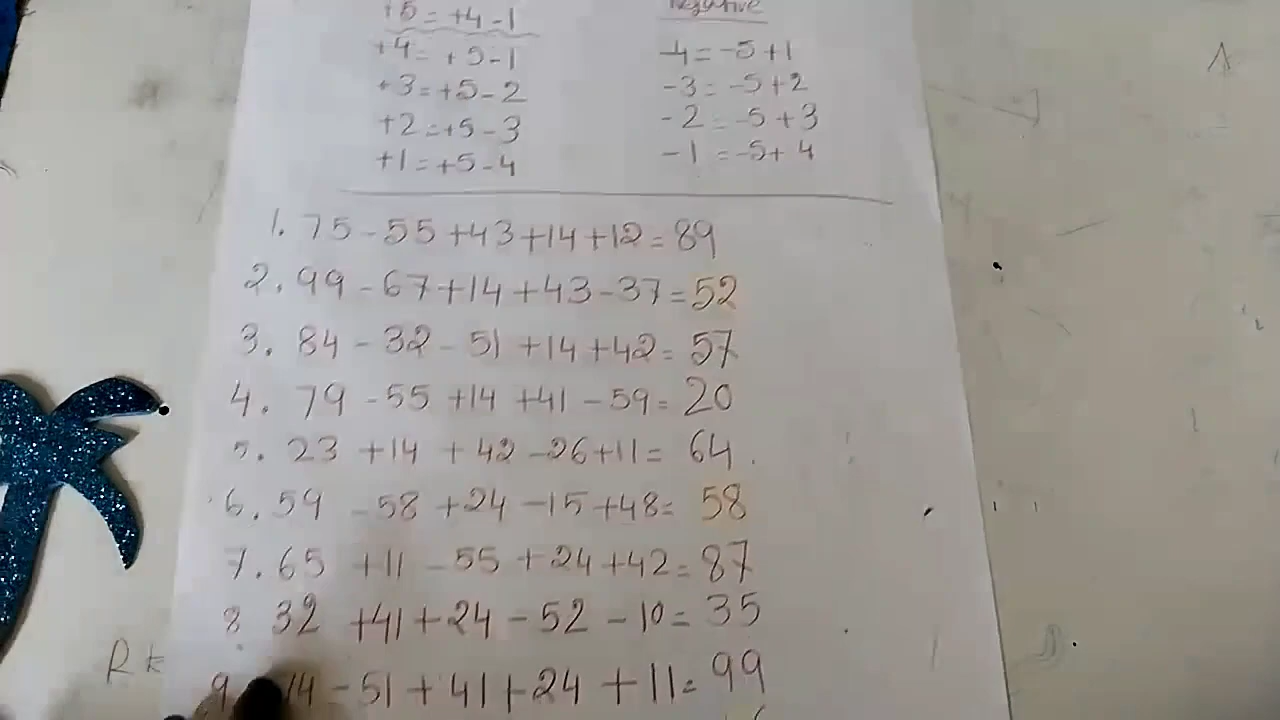 +5 = +4 - 1
+4 = +5 - 1
+3 = +5 - 2
+2 = +5 - 3
+1 = +5 - 4
Negative
-4 = -5 + 1
-3 = -5 + 2
-2 = -5 + 3
-1 = -5 + 4
1. 75 - 55 + 43 + 14 + 12 = 89
2. 99 - 67 + 14 + 43 - 37 = 52
3. 84 - 32 - 51 + 14 + 42 = 57
4. 79 - 55 + 14 + 41 - 59 = 20
5. 23 + 14 + 42 - 26 + 11 = 64
6. 59 - 58 + 24 - 15 + 48 = 58
7. 65 + 11 - 55 + 24 + 42 = 87
8. 32 + 41 + 24 - 52 - 10 = 35
9. 14 - 51 + 41 + 24 + 11 = 99